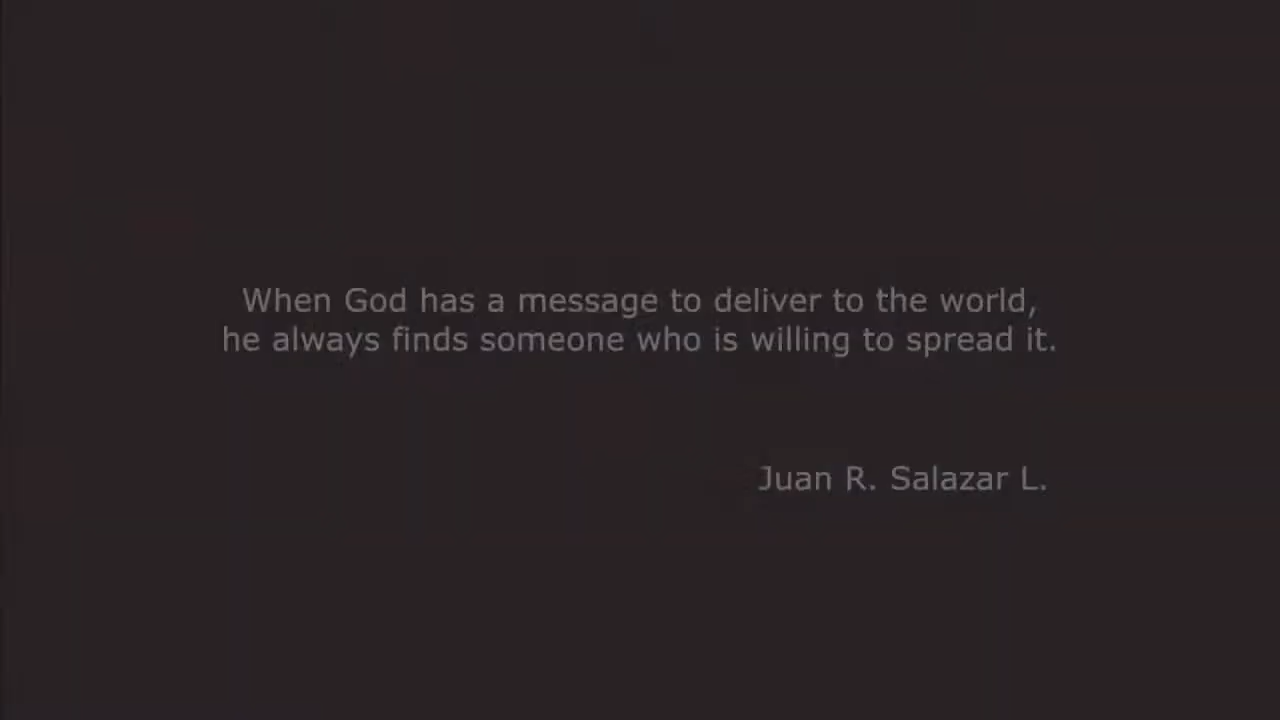 When God has a message to deliver to the world,
he always finds someone who is willing to spread it.
Juan R. Salazar L.